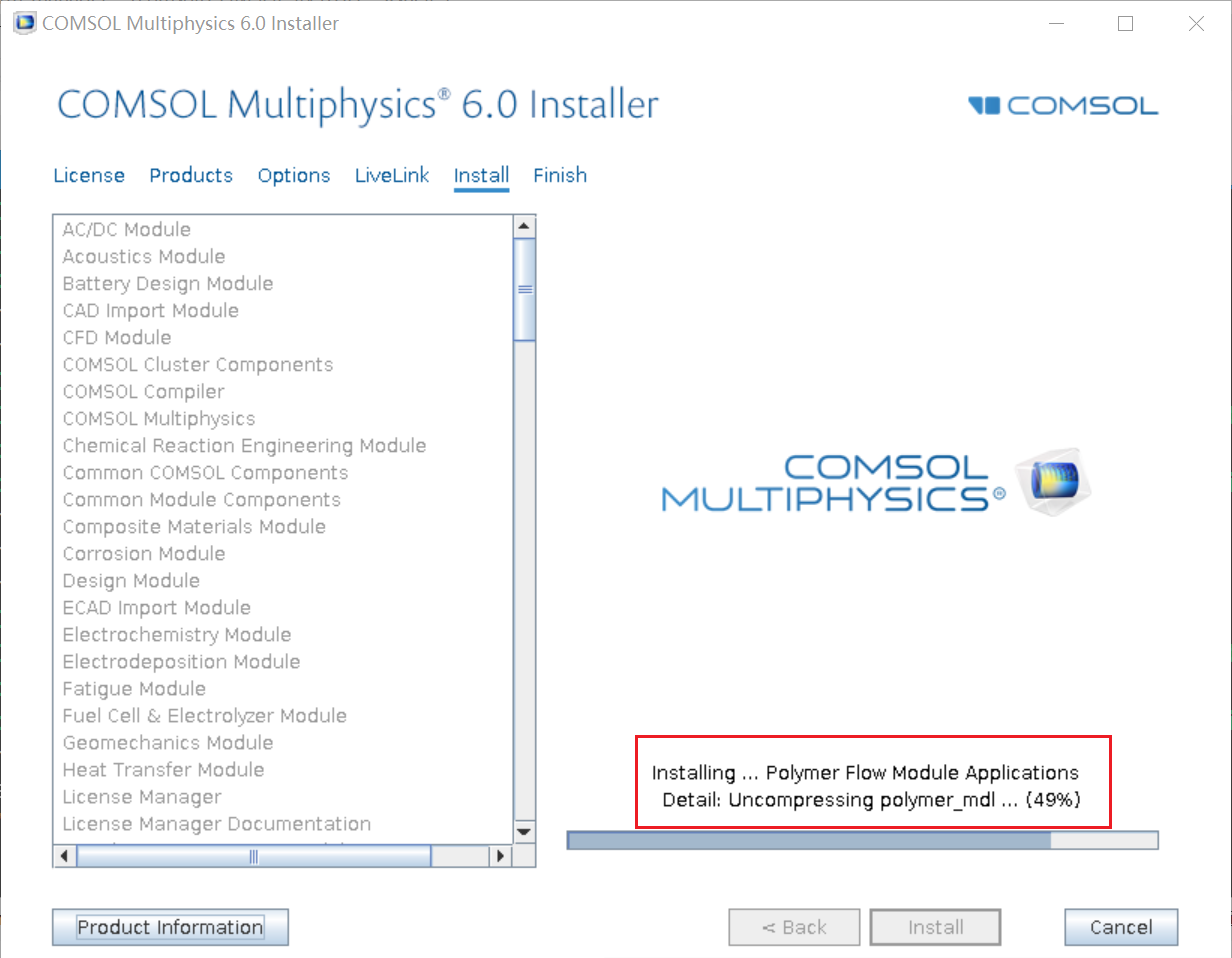 COMSOL Multiphysics 6.0 Installer
COMSOL Multiphysics® 6.0 Installer
COMSOL
License Products Options LiveLink Install Finish
AC/DC Module
Acoustics Module
Battery Design Module
CAD Import Module
CFD Module
COMSOL Cluster Components
COMSOL Compiler
COMSOL Multiphysics
Chemical Reaction Engineering Module
Common COMSOL Components
Common Module Components
Composite Materials Module
Corrosion Module
Design Module
ECAD Import Module
Electrochemistry Module
Electrodeposition Module
Fatigue Module
Fuel Cell & Electrolyzer Module
Geomechanics Module
Heat Transfer Module
License Manager
License Manager Documentation
COMSOL
MULTIPHYSICS®
Installing ... Polymer Flow Module Applications
Detail: Uncompressing polymer_mdl ... (49%)
Product Information
< Back
Install
Cancel